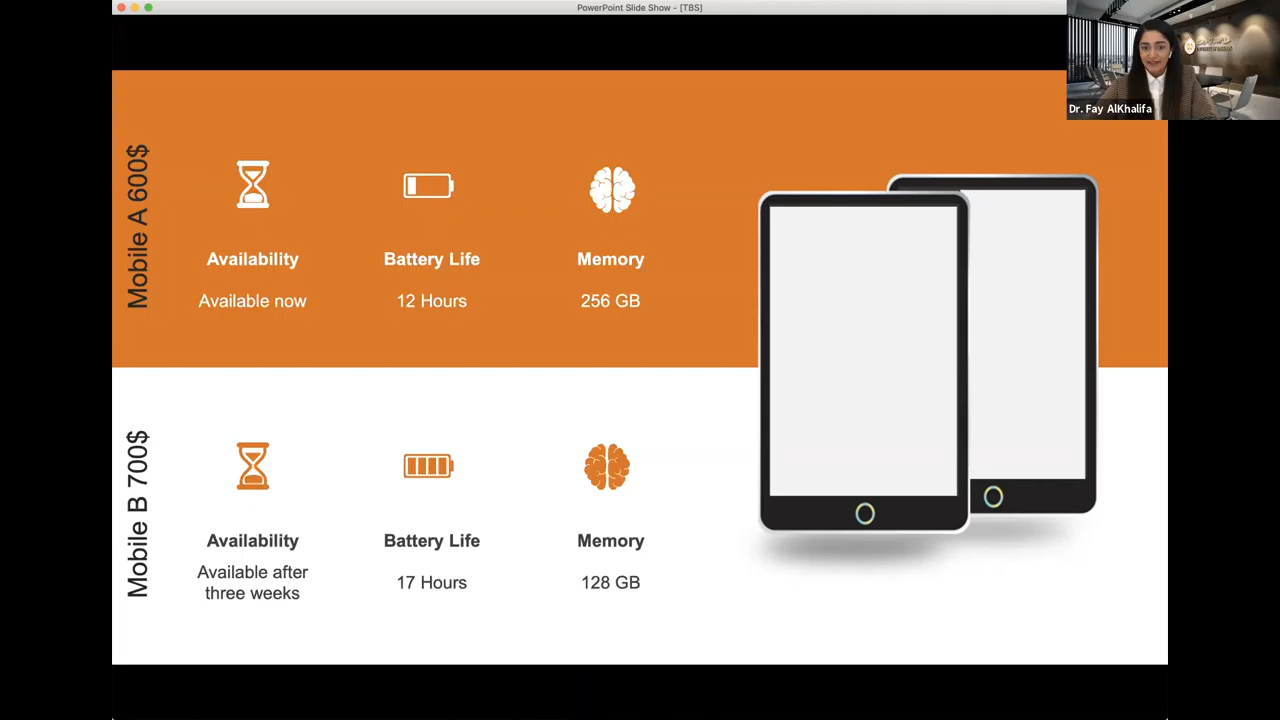 PowerPoint Slide Show - [TBS]
Dr. Fay AlKhalifa
Mobile A 600$
Availability
Battery Life
Memory
Available now
12 Hours
256 GB
Mobile B 700$
Availability
Battery Life
Memory
Available after
three weeks
17 Hours
128 GB